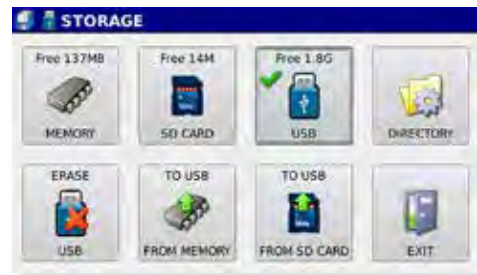 STORAGE
Free 137MB
Free 14M
Free 1.8G
MEMORY
SD CARD
USB
DIRECTORY
ERASE
TO USB
TO USB
USB
FROM MEMORY
FROM SD CARD
EXIT